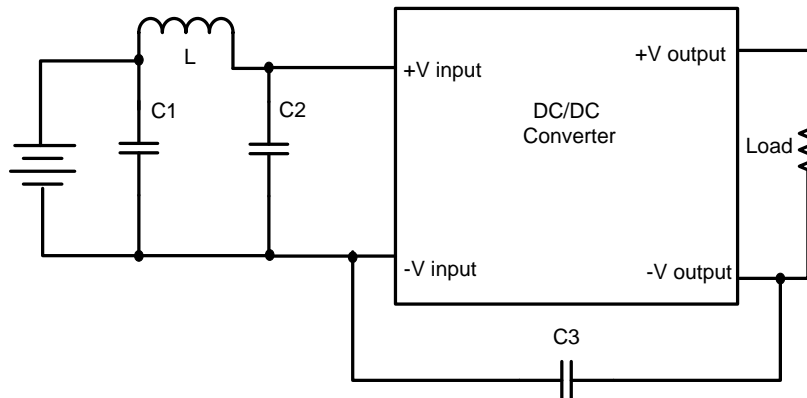 L
C1
C2
+V input
+V output
DC/DC
Converter
Load
-V input
-V output
C3